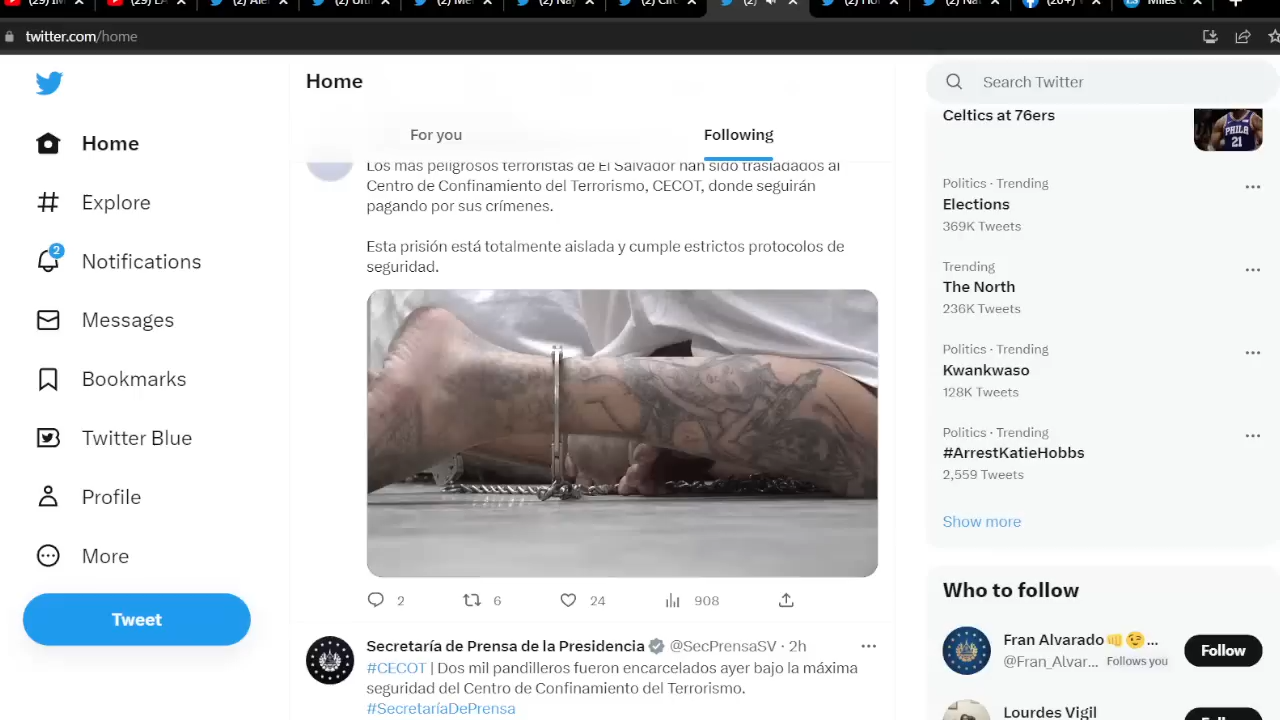 twitter.com/home
Home
Explore
Notifications
2
Messages
Bookmarks
Twitter Blue
Profile
More
Tweet
Home
For you
Following
Los más peligrosos terroristas de El Salvador han sido trasladados al
Centro de Confinamiento del Terrorismo, CECOT, donde seguirán
pagando por sus crímenes.
Esta prisión está totalmente aislada y cumple estrictos protocolos de
seguridad.
2
6
24
908
Secretaría de Prensa de la Presidencia @SecPrensaSV · 2h
#CECOT | Dos mil pandilleros fueron encarcelados ayer bajo la máxima
seguridad del Centro de Confinamiento del Terrorismo.
#SecretaríaDePrensa
Search Twitter
Celtics at 76ers
PHILA
21
Politics · Trending
Elections
369K Tweets
Trending
The North
236K Tweets
Politics · Trending
Kwankwaso
128K Tweets
Politics · Trending
#ArrestKatieHobbs
2,559 Tweets
Show more
Who to follow
Fran Alvarado👊😉...
@Fran_Alvar... Follows you
Follow
Lourdes Vigil